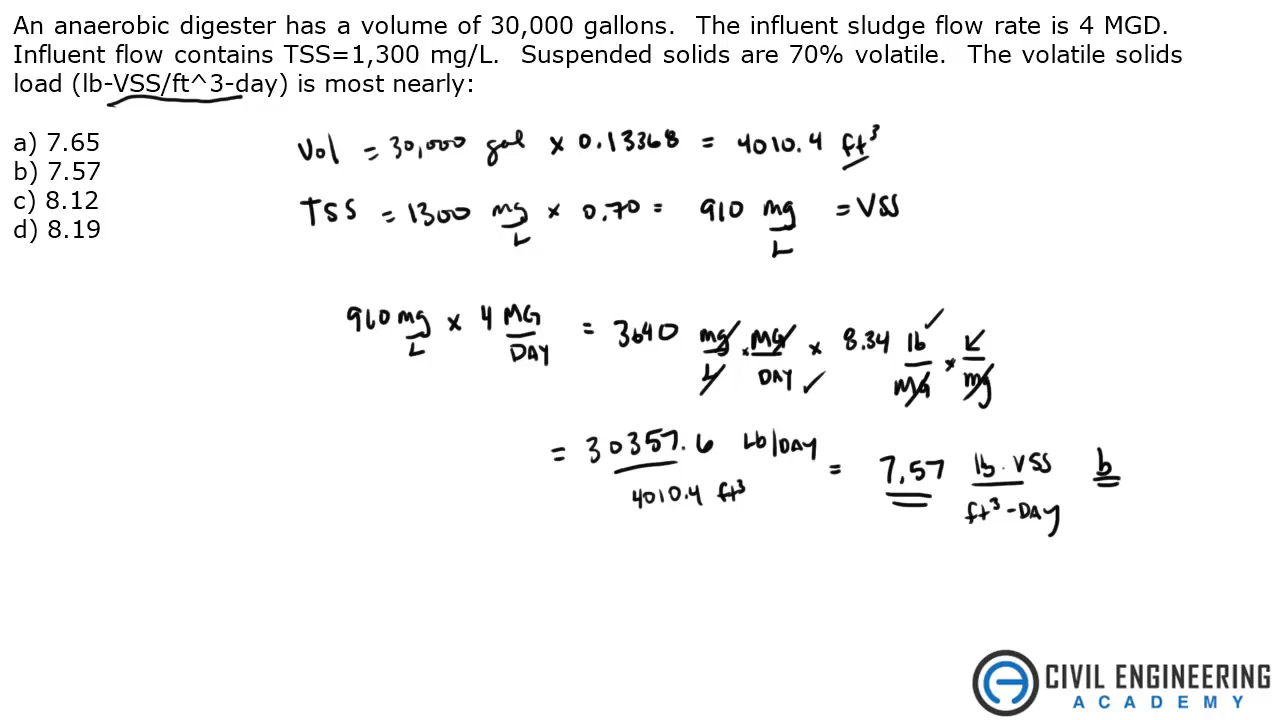 An anaerobic digester has a volume of 30,000 gallons. The influent sludge flow rate is 4 MGD.
Influent flow contains TSS=1,300 mg/L. Suspended solids are 70% volatile. The volatile solids
load (lb-VSS/ft^3-day) is most nearly:
a) 7.65
b) 7.57
c) 8.12
d) 8.19
Vol = 30,000 gal × 0.13368 = 4010.4 ft³
TSS = 1300 mg/L × 0.70 = 910 mg/L = VSS
910 mg/L × 4 MG/DAY = 3640 mg/L × MG/DAY × 8.34 lb/MG × L/mg
= 30357.6 Lb/DAY / 4010.4 ft³ = 7.57 lb. VSS / ft³-DAY b
CIVIL ENGINEERING
ACADEMY